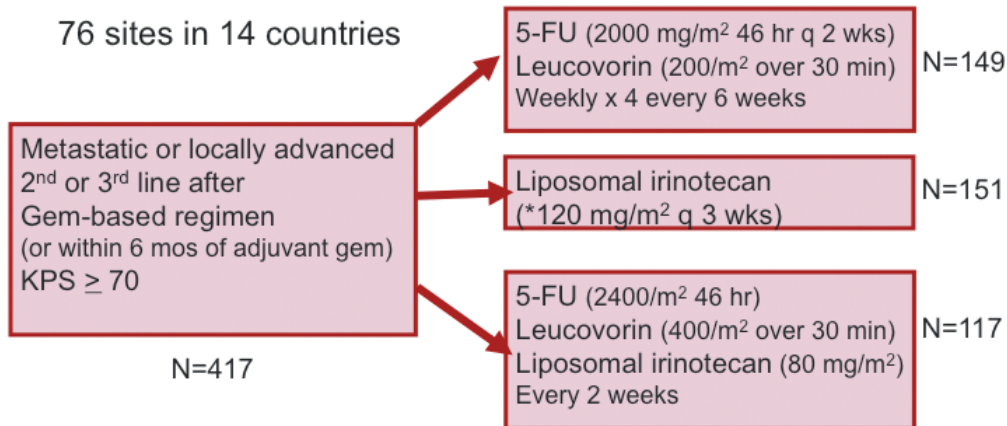 76 sites in 14 countries
Metastatic or locally advanced
2nd or 3rd line after
Gem-based regimen
(or within 6 mos of adjuvant gem)
KPS ≥ 70
N=417
5-FU (2000 mg/m² 46 hr q 2 wks)
Leucovorin (200/m² over 30 min)
Weekly x 4 every 6 weeks
N=149
Liposomal irinotecan
(*120 mg/m² q 3 wks)
N=151
5-FU (2400/m² 46 hr)
Leucovorin (400/m² over 30 min)
Liposomal irinotecan (80 mg/m²)
Every 2 weeks
N=117